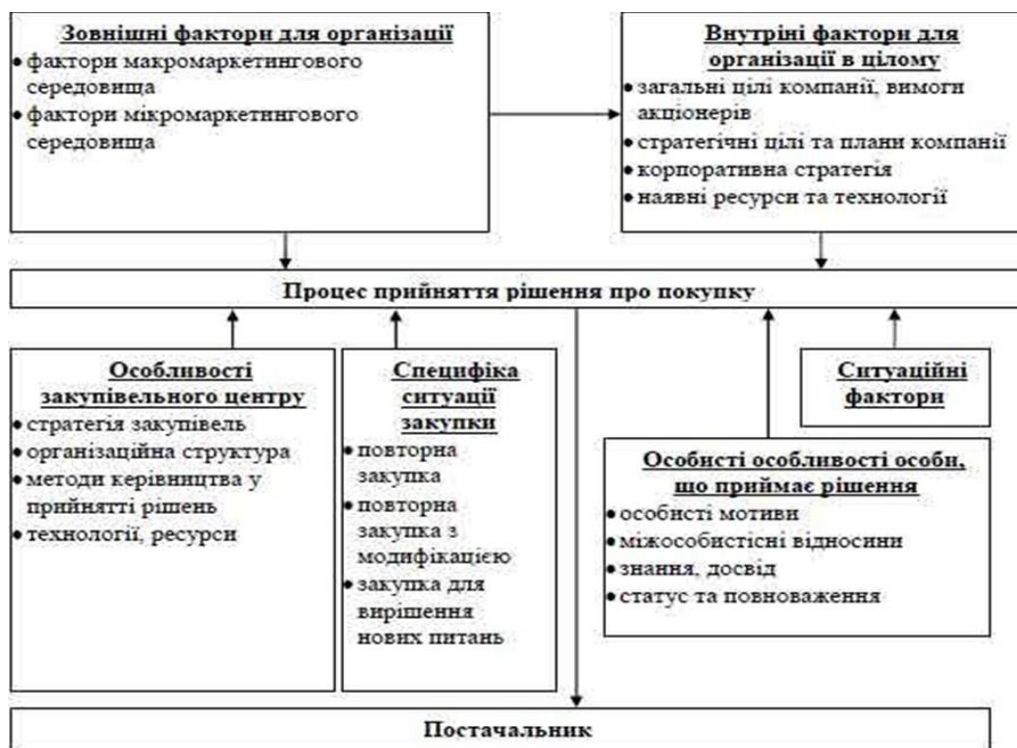 Зовнішні фактори для організації
• фактори макромаркетингового
середовища
• фактори мікромаркетингового
середовища
Внутріні фактори для
організації в цілому
• загальні цілі компанії, вимоги
акціонерів
• стратегічні цілі та плани компанії
• корпоративна стратегія
• наявні ресурси та технології
Процес прийняття рішення про покупку
Особливості
закупівельного центру
• стратегія закупівель
• організаційна структура
• методи керівництва у
прийнятті рішень
• технології, ресурси
Специфіка
ситуації
закупки
• повторна
закупка
• повторна
закупка з
модифікацією
• закупка для
вирішення
нових питань
Ситуаційні
фактори
Особисті особливості особи,
що приймає рішення
• особисті мотиви
• міжособистісні відносини
• знання, досвід
• статус та повноваження
Постачальник